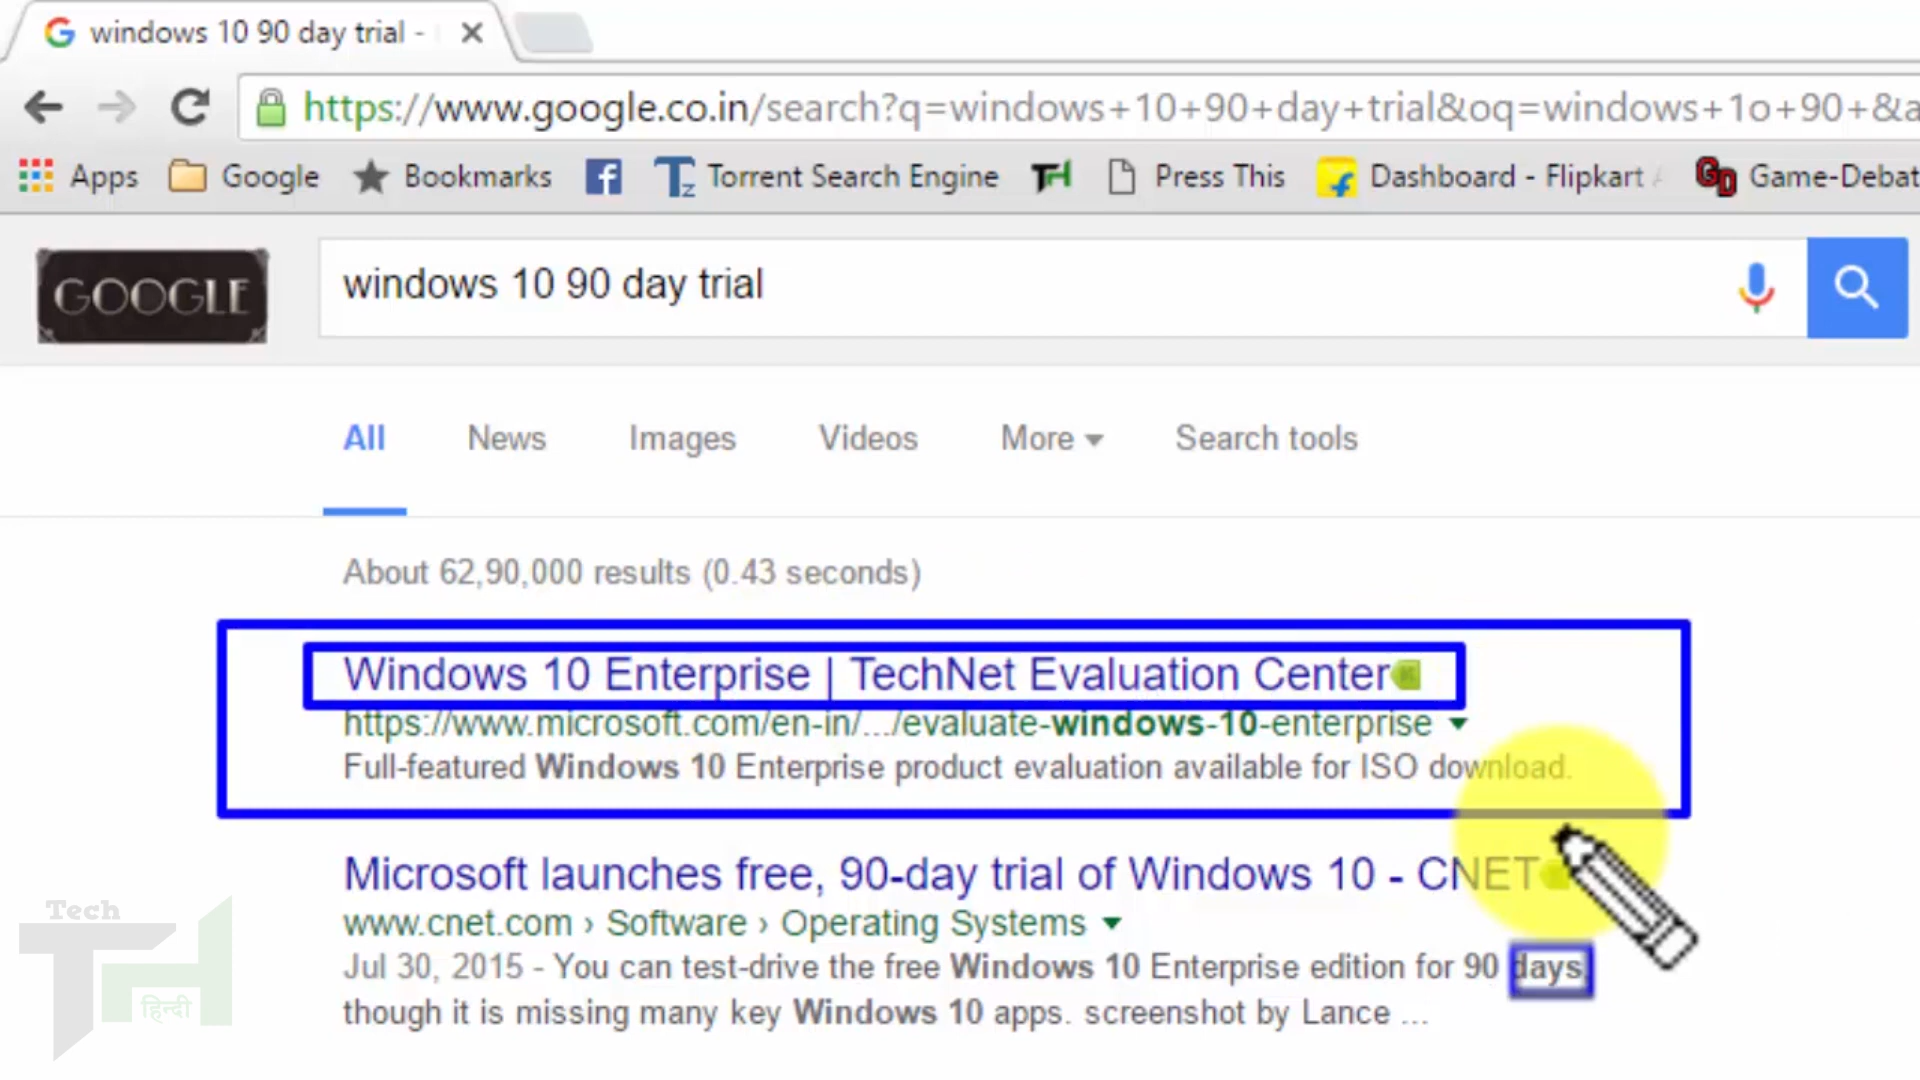 windows 10 90 day trial -
https://www.google.co.in/search?q=windows+10+90+day+trial&oq=windows+1o+90+&a
Apps Google Bookmarks Torrent Search Engine TH Press This Dashboard - Flipkart Game-Debat
GOOGLE windows 10 90 day trial
All News Images Videos More Search tools
About 62,90,000 results (0.43 seconds)
Windows 10 Enterprise | TechNet Evaluation Center
https://www.microsoft.com/en-in/.../evaluate-windows-10-enterprise
Full-featured Windows 10 Enterprise product evaluation available for ISO download.
Microsoft launches free, 90-day trial of Windows 10 - CNET
www.cnet.com › Software › Operating Systems
Jul 30, 2015 - You can test-drive the free Windows 10 Enterprise edition for 90 days,
though it is missing many key Windows 10 apps. screenshot by Lance ...
Tech
TH
हिन्दी